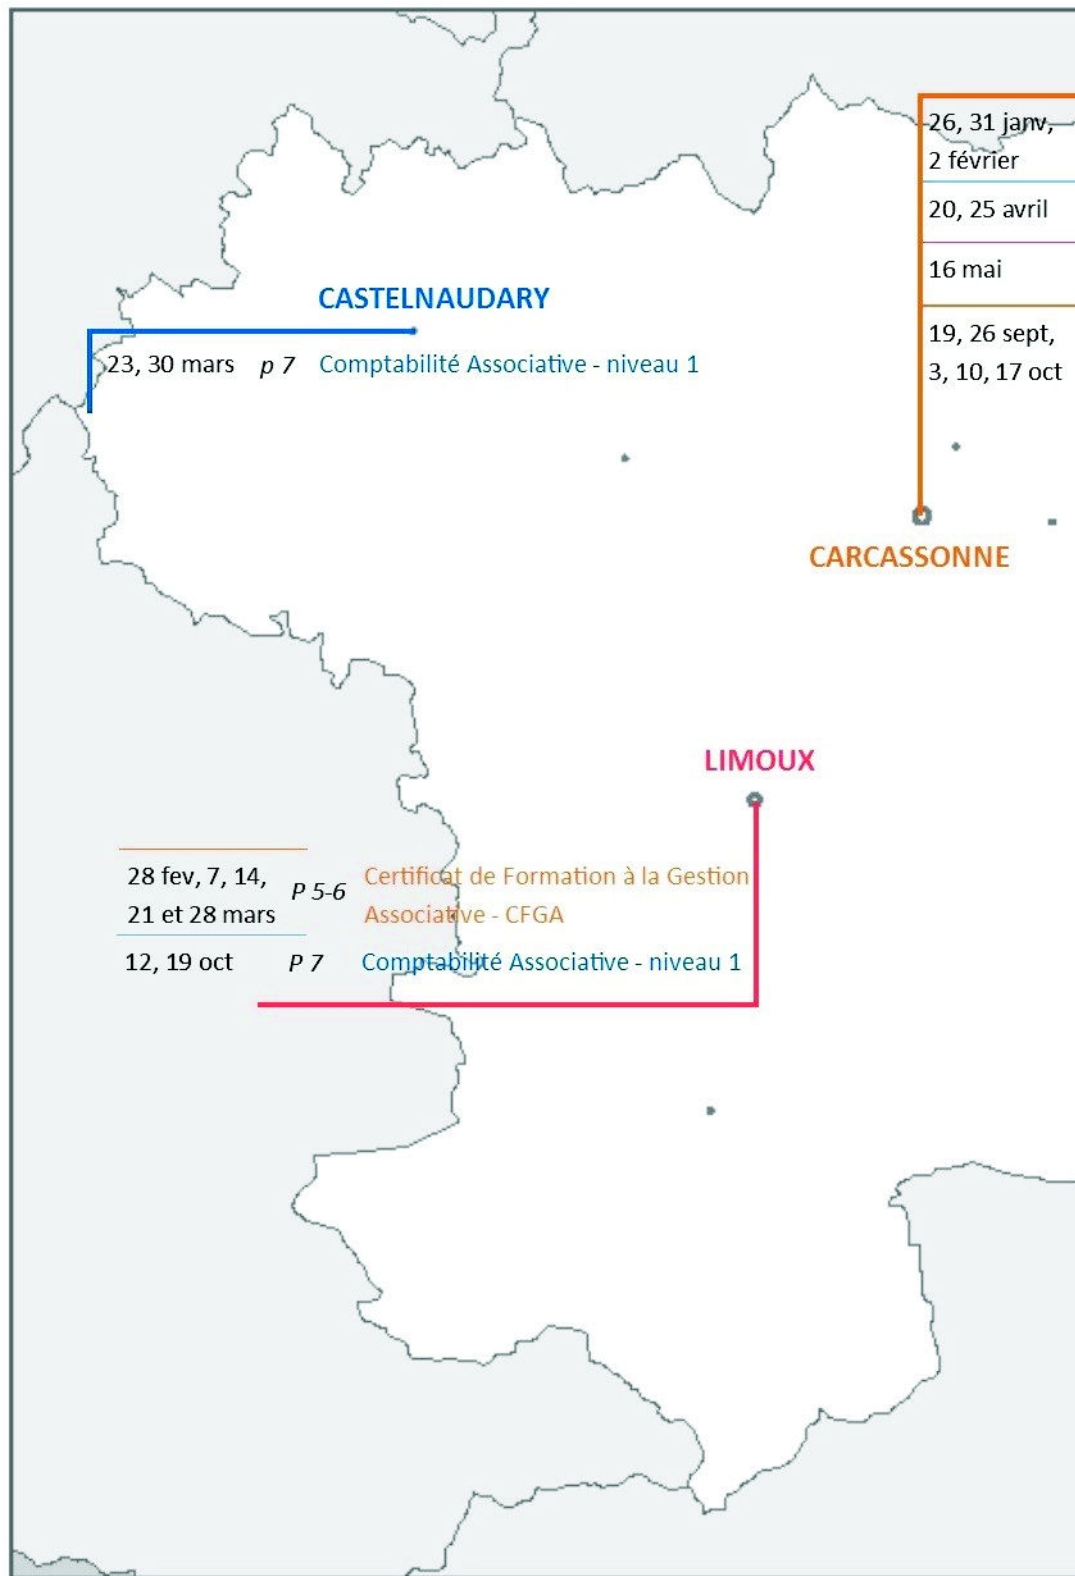 26, 31 janv,
2 février
20, 25 avril
16 mai
19, 26 sept,
3, 10, 17 oct
CASTELNAUDARY
23, 30 mars p 7 Comptabilité Associative - niveau 1
CARCASSONNE
LIMOUX
28 fev, 7, 14,
21 et 28 mars
P 5-6
Certificat de Formation à la Gestion
Associative - CFGA
12, 19 oct P 7 Comptabilité Associative - niveau 1